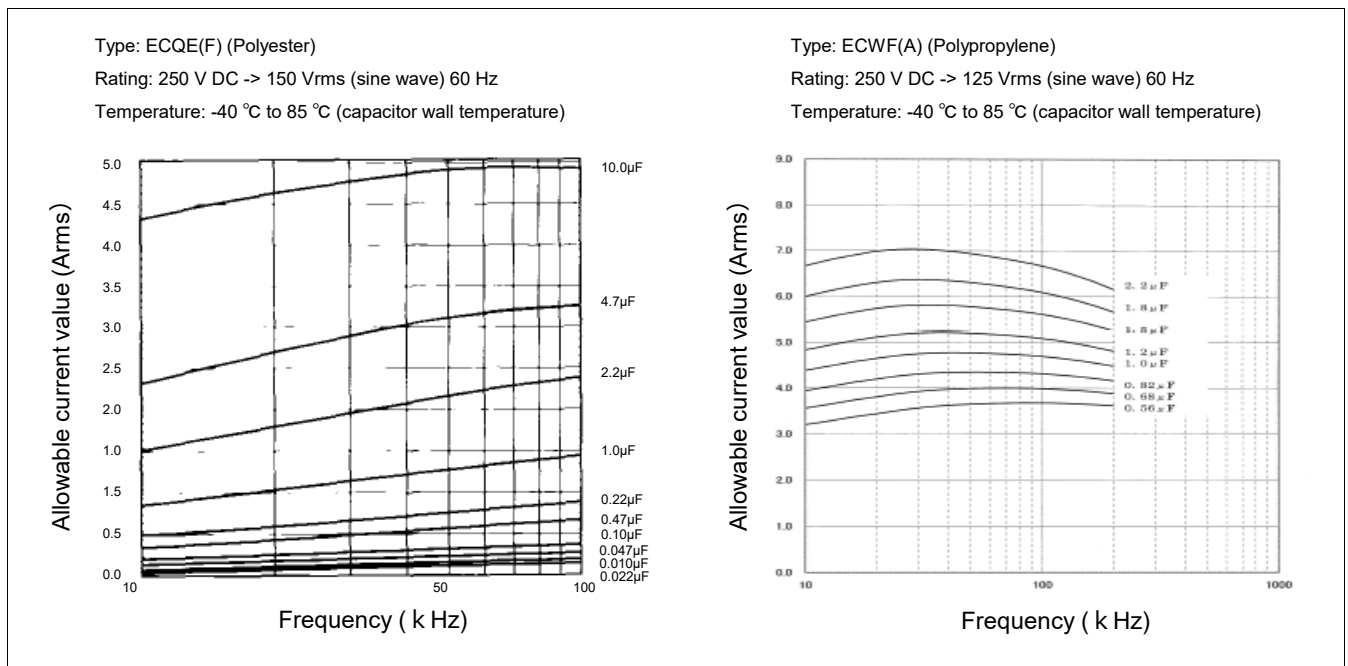 Type: ECQE(F) (Polyester)
Rating: 250 V DC -> 150 Vrms (sine wave) 60 Hz
Temperature: -40 ℃ to 85 ℃ (capacitor wall temperature)
Allowable current value (Arms)
5.0
4.5
4.0
3.5
3.0
2.5
2.0
1.0
1.5
0.5
0.0
10
50
100
10.0µF
4.7µF
2.2µF
1.0µF
0.22µF
0.47µF
0.10µF
0.047µF
0.010µF
0.022µF
Frequency ( k Hz)
Type: ECWF(A) (Polypropylene)
Rating: 250 V DC -> 125 Vrms (sine wave) 60 Hz
Temperature: -40 ℃ to 85 ℃ (capacitor wall temperature)
Allowable current value (Arms)
9.0
8.0
7.0
6.0
5.0
4.0
3.0
2.0
1.0
0.0
10
100
1000
2.2μF
1.8μF
1.5μF
1.2μF
1.0μF
0.82μF
0.68μF
0.56μF
Frequency ( k Hz)